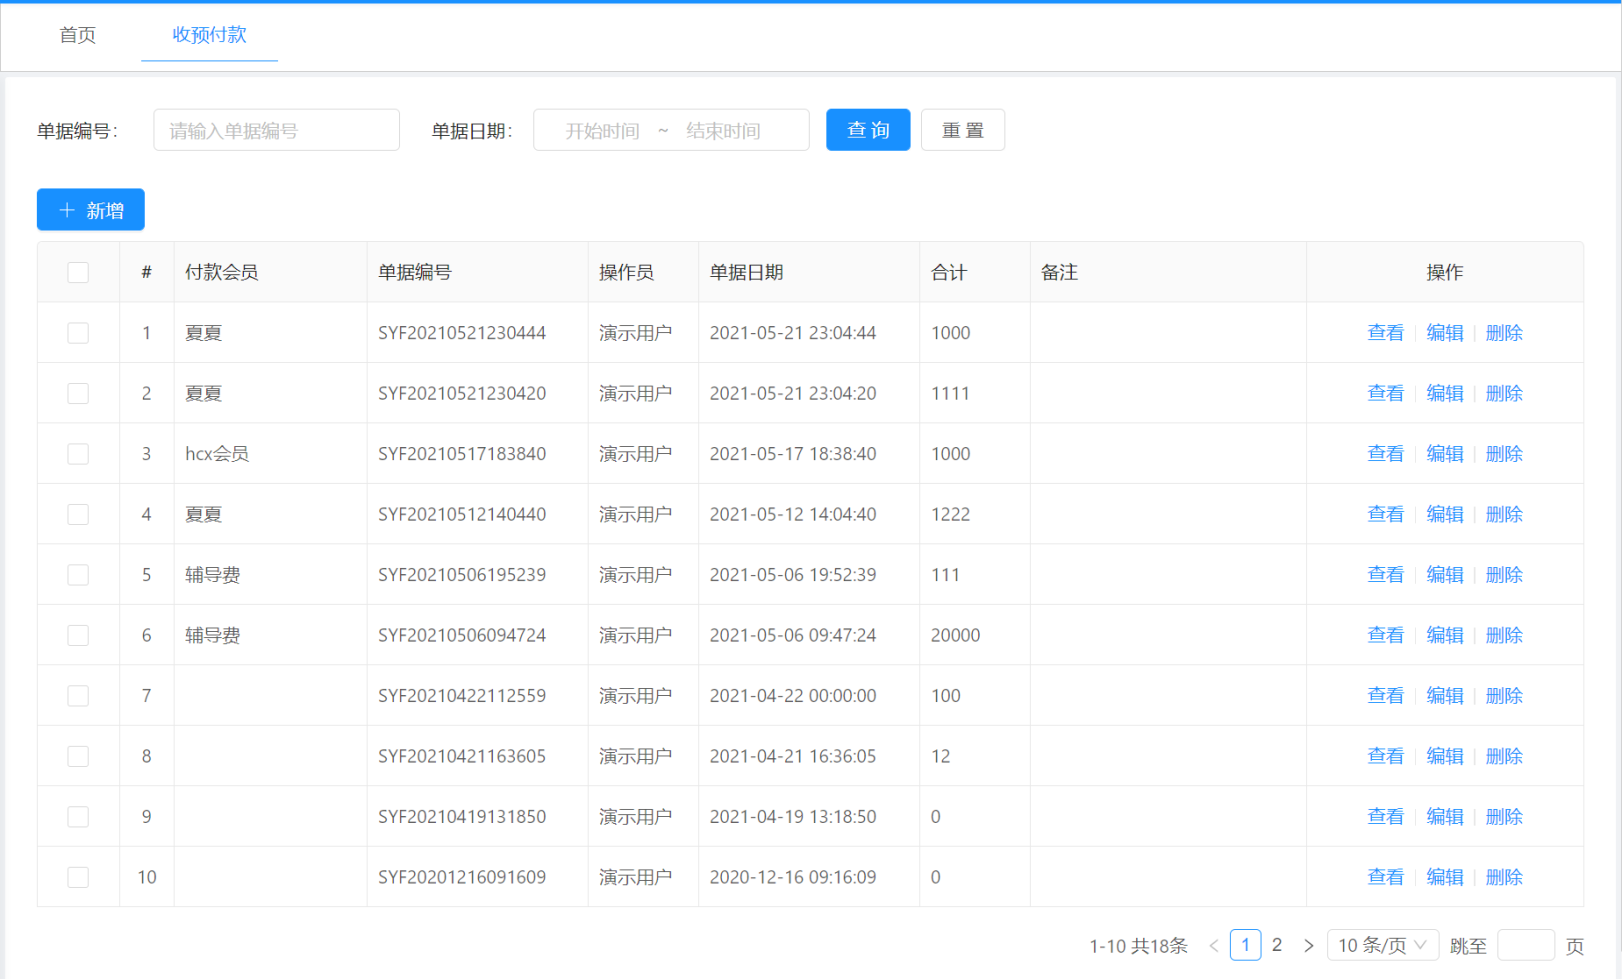 首页 收预付款
单据编号： 请输入单据编号 单据日期： 开始时间 ~ 结束时间 查 询 重 置
+ 新增
# 付款会员 单据编号 操作员 单据日期 合计 备注 操作
1 夏夏 SYF20210521230444 演示用户 2021-05-21 23:04:44 1000 查看 编辑 删除
2 夏夏 SYF20210521230420 演示用户 2021-05-21 23:04:20 1111 查看 编辑 删除
3 hcx会员 SYF20210517183840 演示用户 2021-05-17 18:38:40 1000 查看 编辑 删除
4 夏夏 SYF20210512140440 演示用户 2021-05-12 14:04:40 1222 查看 编辑 删除
5 辅导费 SYF20210506195239 演示用户 2021-05-06 19:52:39 111 查看 编辑 删除
6 辅导费 SYF20210506094724 演示用户 2021-05-06 09:47:24 20000 查看 编辑 删除
7 SYF20210422112559 演示用户 2021-04-22 00:00:00 100 查看 编辑 删除
8 SYF20210421163605 演示用户 2021-04-21 16:36:05 12 查看 编辑 删除
9 SYF20210419131850 演示用户 2021-04-19 13:18:50 0 查看 编辑 删除
10 SYF20201216091609 演示用户 2020-12-16 09:16:09 0 查看 编辑 删除
1-10 共18条 < 1 2 > 10 条/页 跳至 页